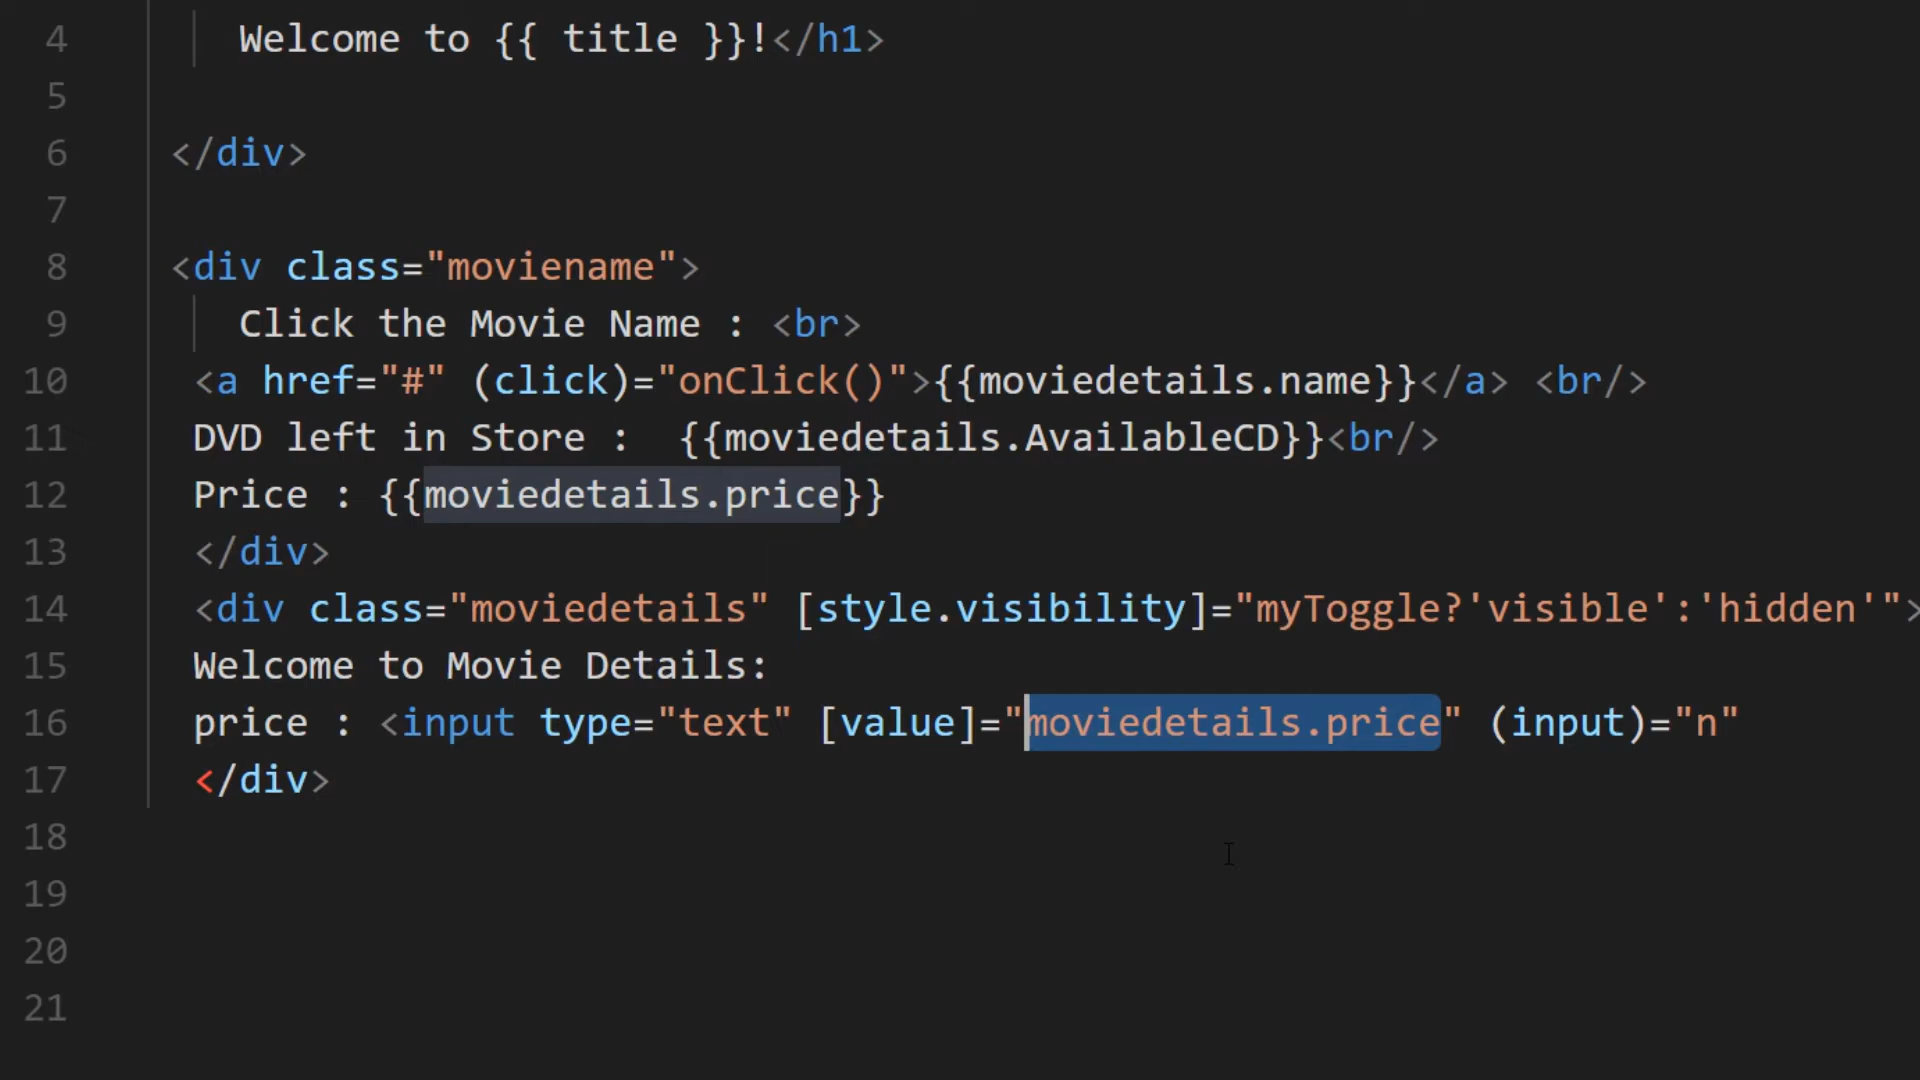 4 Welcome to {{ title }}!</h1>
5
6 </div>
7
8 <div class="moviename">
9 Click the Movie Name : <br>
10 <a href="#" (click)="onClick()">{{moviedetails.name}}</a> <br/>
11 DVD left in Store :  {{moviedetails.AvailableCD}}<br/>
12 Price : {{moviedetails.price}}
13 </div>
14 <div class="moviedetails" [style.visibility]="myToggle?'visible':'hidden'">
15 Welcome to Movie Details:
16 price : <input type="text" [value]="moviedetails.price" (input)="n"
17 </div>
18
19
20
21